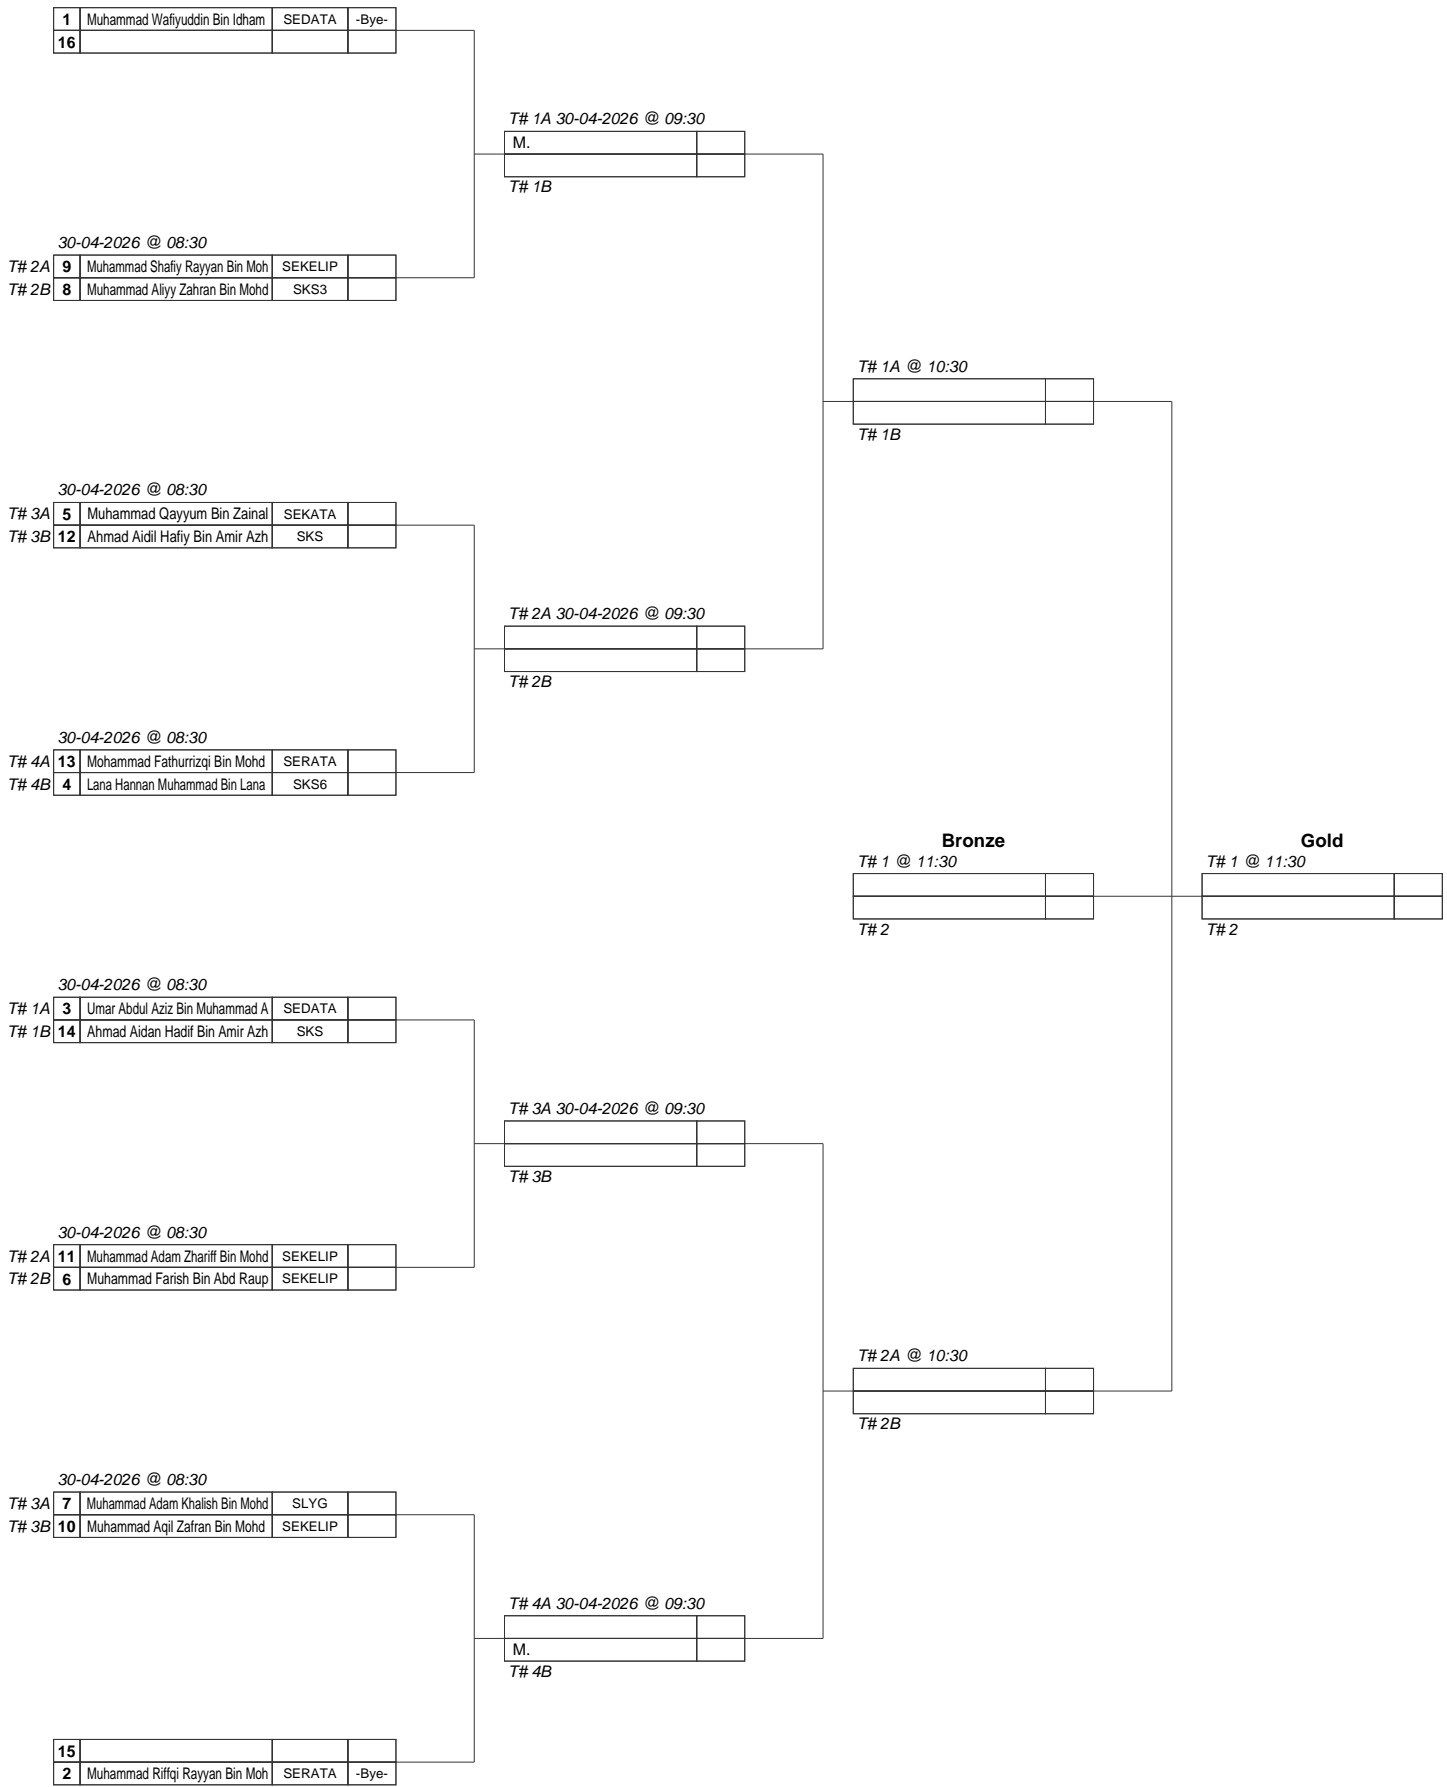 1 Muhammad Wafiyuddin Bin Idham SEDATA -Bye-
16
T# 1A 30-04-2026 @ 09:30
M.
T# 1B
30-04-2026 @ 08:30
T# 2A 9 Muhammad Shafiy Rayyan Bin Moh SEKELIP
T# 2B 8 Muhammad Aliyy Zahran Bin Mohd SKS3
T# 1A @ 10:30
T# 1B
30-04-2026 @ 08:30
T# 3A 5 Muhammad Qayyum Bin Zainal SEKATA
T# 3B 12 Ahmad Aidil Hafiy Bin Amir Azh SKS
T# 2A 30-04-2026 @ 09:30
T# 2B
30-04-2026 @ 08:30
T# 4A 13 Mohammad Fathurrizqi Bin Mohd SERATA
T# 4B 4 Lana Hannan Muhammad Bin Lana SKS6
Bronze Gold
T# 1 @ 11:30 T# 1 @ 11:30
T# 2 T# 2
30-04-2026 @ 08:30
T# 1A 3 Umar Abdul Aziz Bin Muhammad A SEDATA
T# 1B 14 Ahmad Aidan Hadif Bin Amir Azh SKS
T# 3A 30-04-2026 @ 09:30
T# 3B
30-04-2026 @ 08:30
T# 2A 11 Muhammad Adam Zhariff Bin Mohd SEKELIP
T# 2B 6 Muhammad Farish Bin Abd Raup SEKELIP
T# 2A @ 10:30
T# 2B
30-04-2026 @ 08:30
T# 3A 7 Muhammad Adam Khalish Bin Mohd SLYG
T# 3B 10 Muhammad Aqil Zafran Bin Mohd SEKELIP
T# 4A 30-04-2026 @ 09:30
M.
T# 4B
15
2 Muhammad Riffqi Rayyan Bin Moh SERATA -Bye-